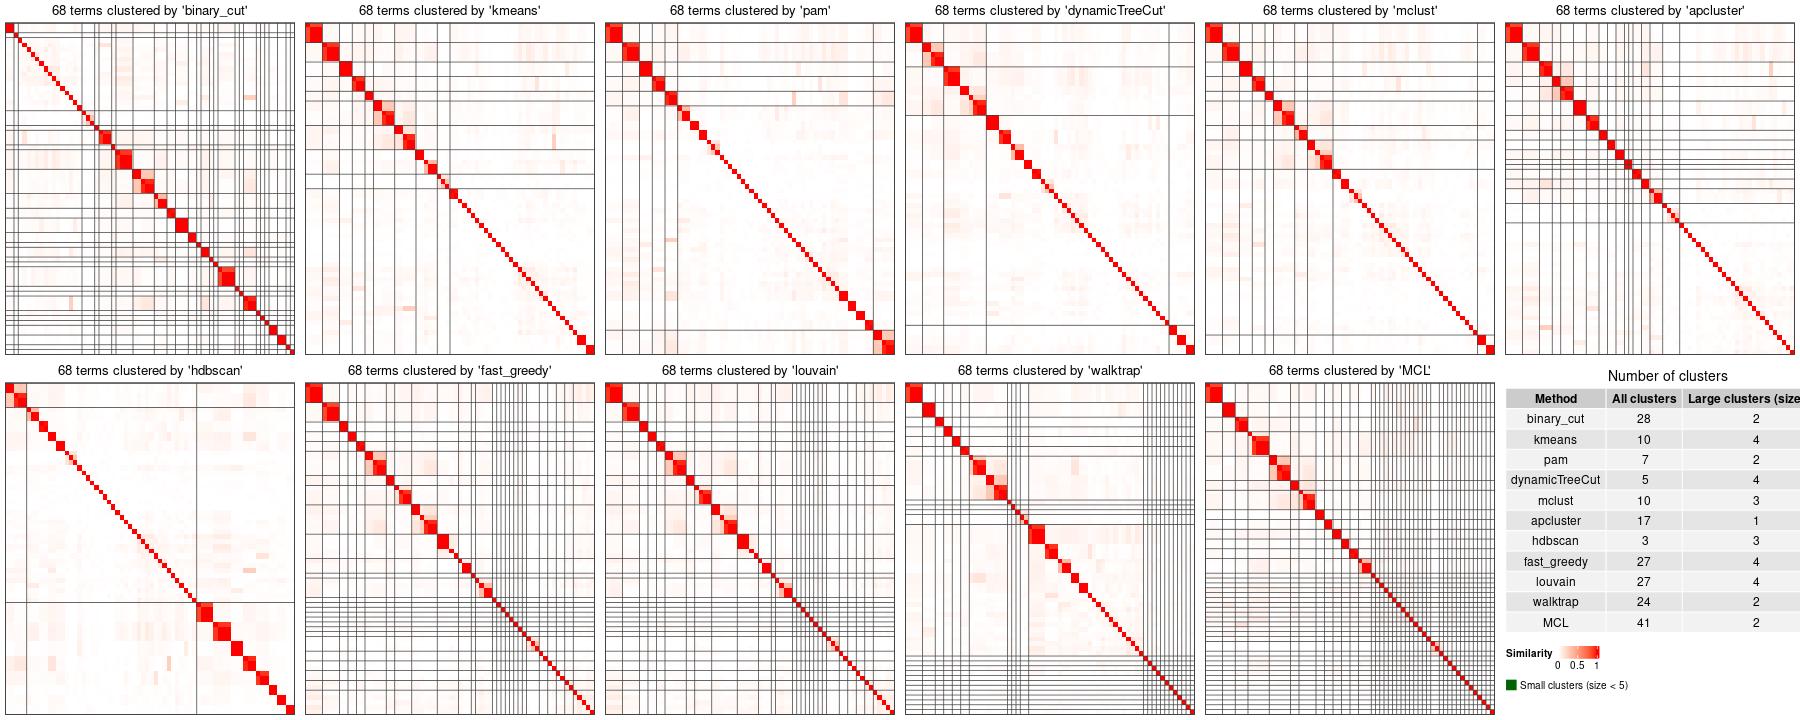 68 terms clustered by 'binary_cut'
68 terms clustered by 'kmeans'
68 terms clustered by 'pam'
68 terms clustered by 'dynamicTreeCut'
68 terms clustered by 'mclust'
68 terms clustered by 'apcluster'
68 terms clustered by 'hdbscan'
68 terms clustered by 'fast_greedy'
68 terms clustered by 'louvain'
68 terms clustered by 'walktrap'
68 terms clustered by 'MCL'
Number of clusters
Method All clusters Large clusters (size
binary_cut 28 2
kmeans 10 4
pam 7 2
dynamicTreeCut 5 4
mclust 10 3
apcluster 17 1
hdbscan 3 3
fast_greedy 27 4
louvain 27 4
walktrap 24 2
MCL 41 2
Similarity
0 0.5 1
Small clusters (size < 5)